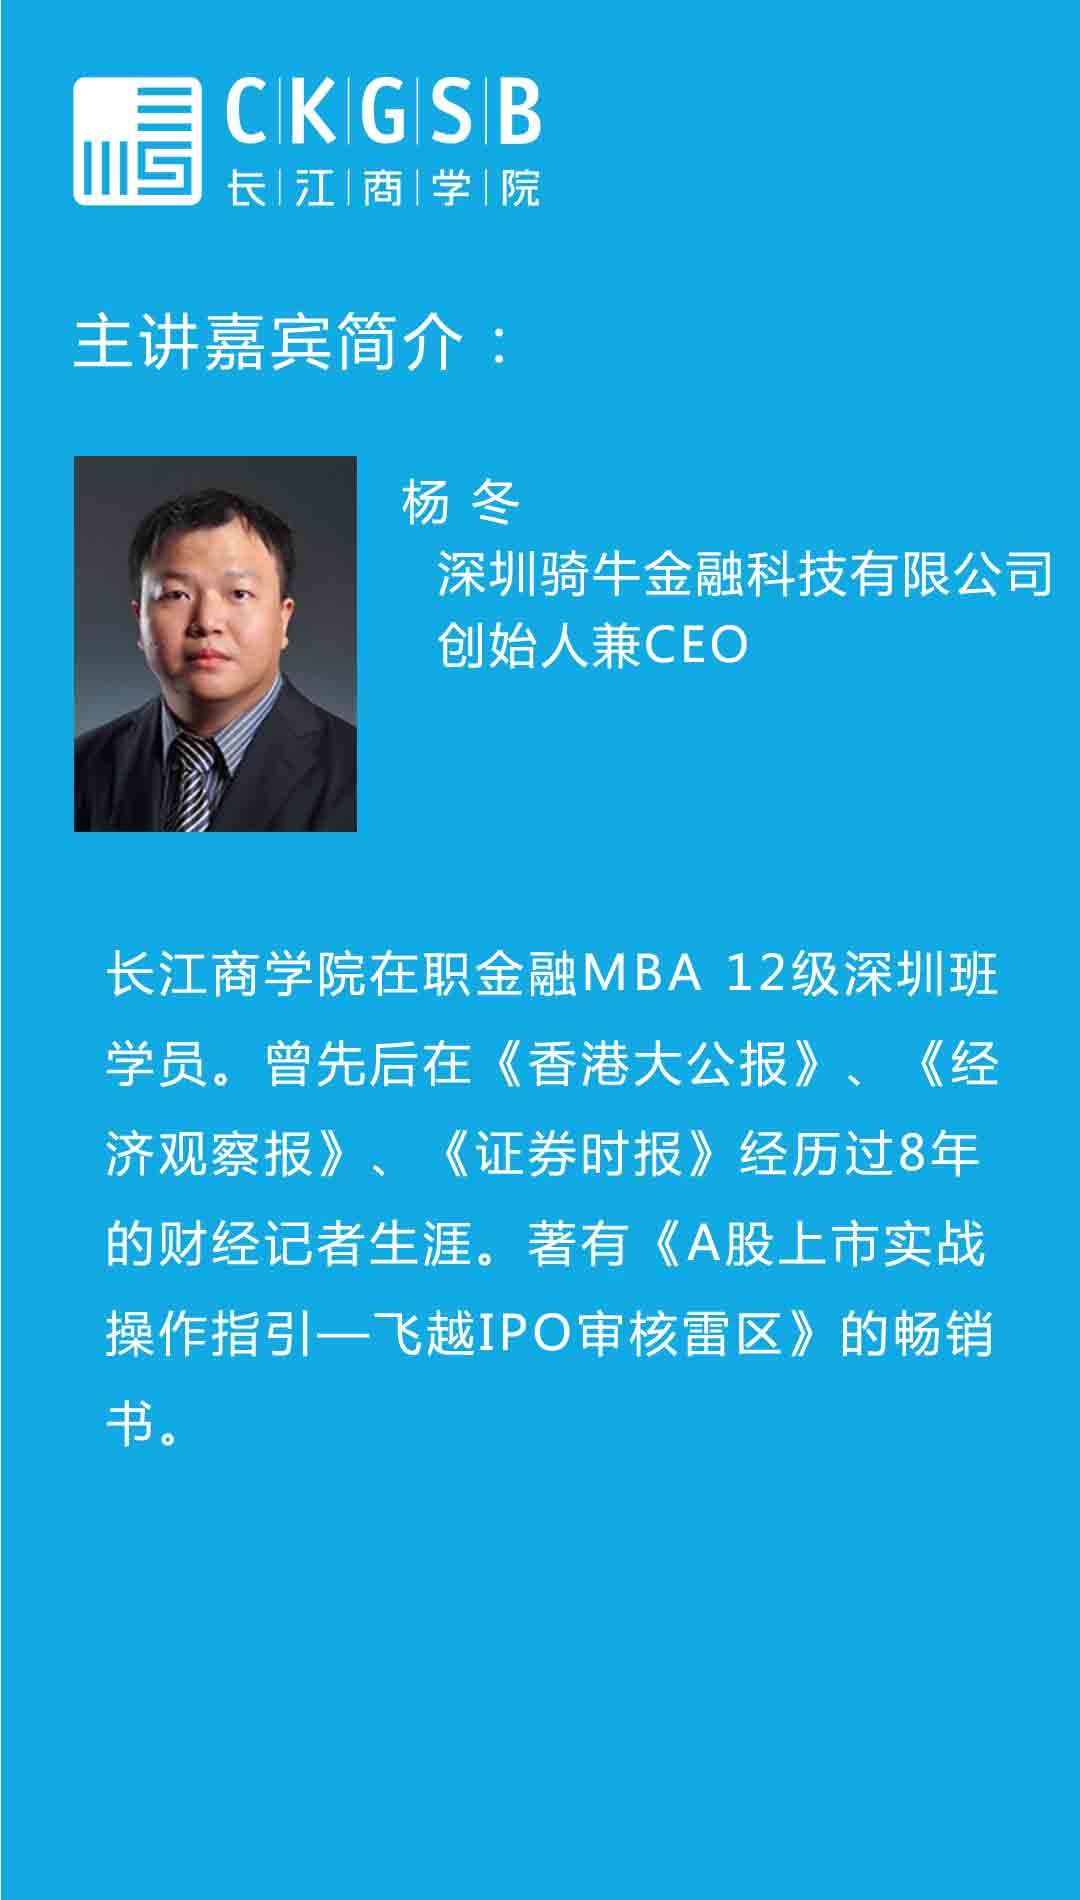 CKGSB
长江商学院
主讲嘉宾简介：
杨 冬
深圳骑牛金融科技有限公司
创始人兼CEO
长江商学院在职金融MBA 12级深圳班
学员。曾先后在《香港大公报》、《经
济观察报》、《证券时报》经历过8年
的财经记者生涯。著有《A股上市实战
操作指引—飞越IPO审核雷区》的畅销
书。